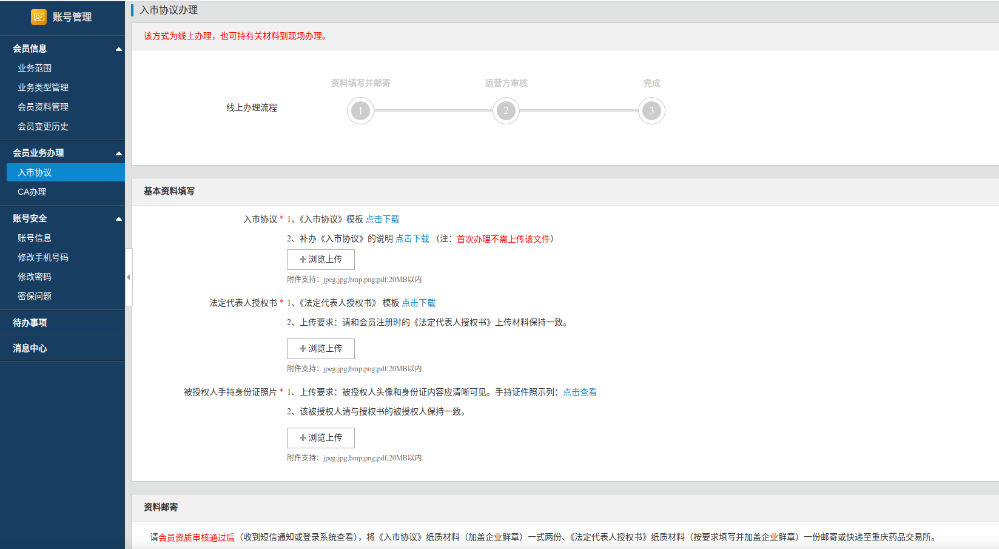 账号管理
会员信息
业务范围
业务类型管理
会员资料管理
会员变更历史
会员业务办理
入市协议
CA办理
账号安全
账号信息
修改手机号码
修改密码
密保问题
待办事项
消息中心
入市协议办理
该方式为线上办理，也可持有关材料到现场办理。
线上办理流程
资料填写并邮寄
运营方审核
完成
1
2
3
基本资料填写
入市协议 * 1、《入市协议》模板 点击下载
2、补办《入市协议》的说明 点击下载 （注：首次办理不需上传该文件）
浏览上传
附件支持：jpeg;jpg;bmp;png;pdf;20MB以内
法定代表人授权书 * 1、《法定代表人授权书》 模板 点击下载
2、上传要求：请和会员注册时的《法定代表人授权书》上传材料保持一致。
浏览上传
附件支持：jpeg;jpg;bmp;png;pdf;20MB以内
被授权人手持身份证照片 * 1、上传要求：被授权人头像和身份证内容应清晰可见。手持证件照示列：点击查看
2、该被授权人请与授权书的被授权人保持一致。
浏览上传
附件支持：jpeg;jpg;bmp;png;pdf;20MB以内
资料邮寄
请会员资质审核通过后（收到短信通知或登录系统查看），将《入市协议》纸质材料（加盖企业鲜章）一式两份、《法定代表人授权书》纸质材料（按要求填写并加盖企业鲜章）一份邮寄或快递至重庆药品交易所。